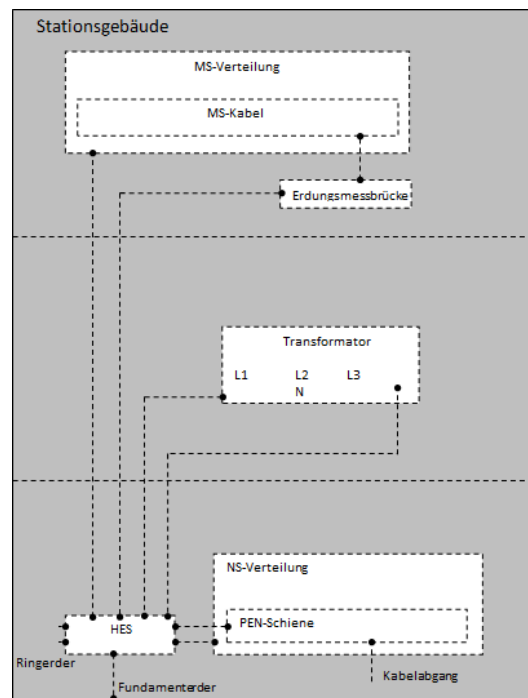 Stationsgebäude
MS-Verteilung
MS-Kabel
Erdungsmessbrücke
Transformator
L1 L2 L3
N
NS-Verteilung
PEN-Schiene
HES
Ringerder
Kabelabgang
Fundamenterder